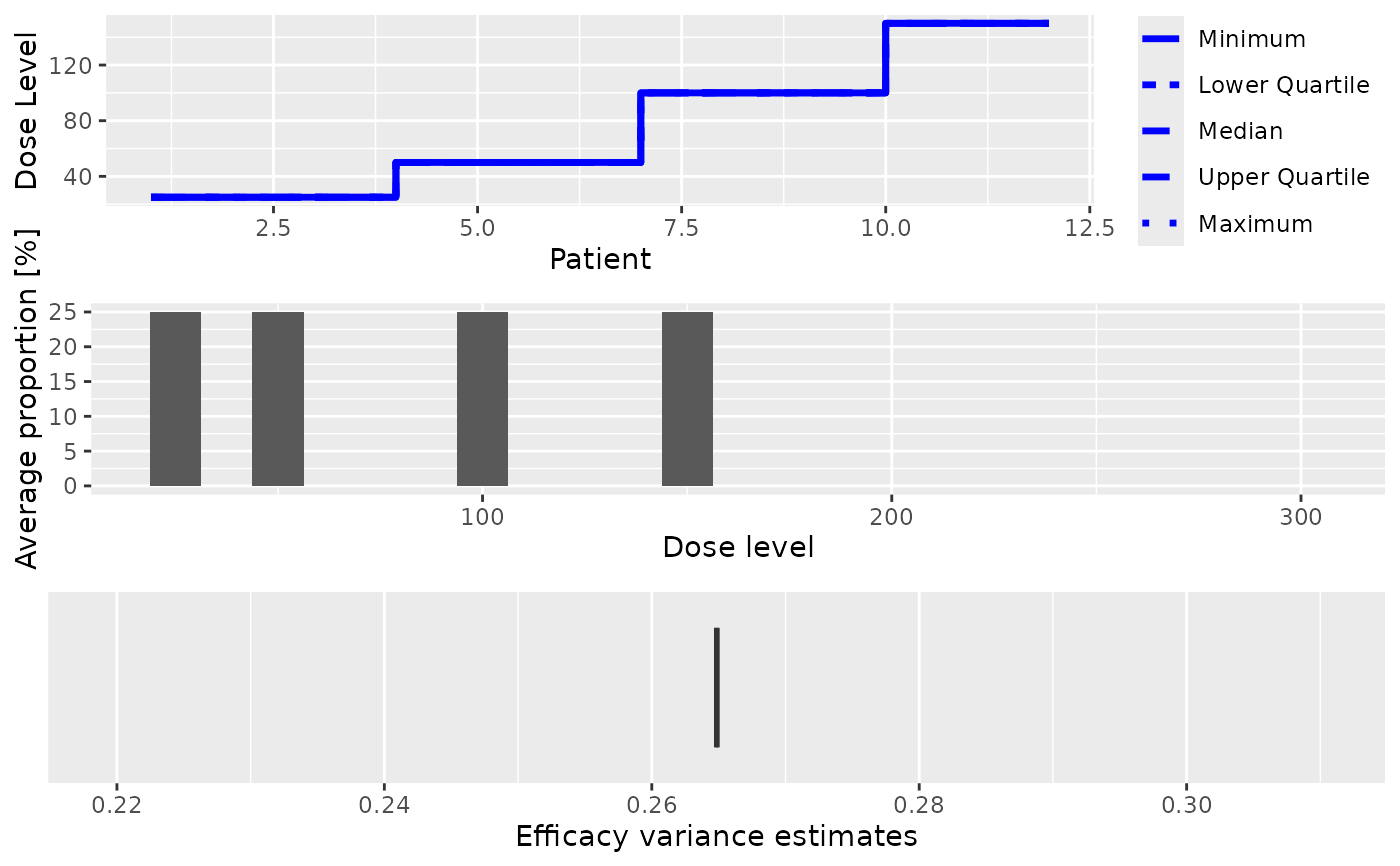 Dose Level
120
80
40
2.5 5.0 7.5 10.0 12.5
Patient
Minimum
Lower Quartile
Median
Upper Quartile
Maximum
Average proportion [%]
25
20
15
10
5
0
100 200 300
Dose level
0.22 0.24 0.26 0.28 0.30
Efficacy variance estimates